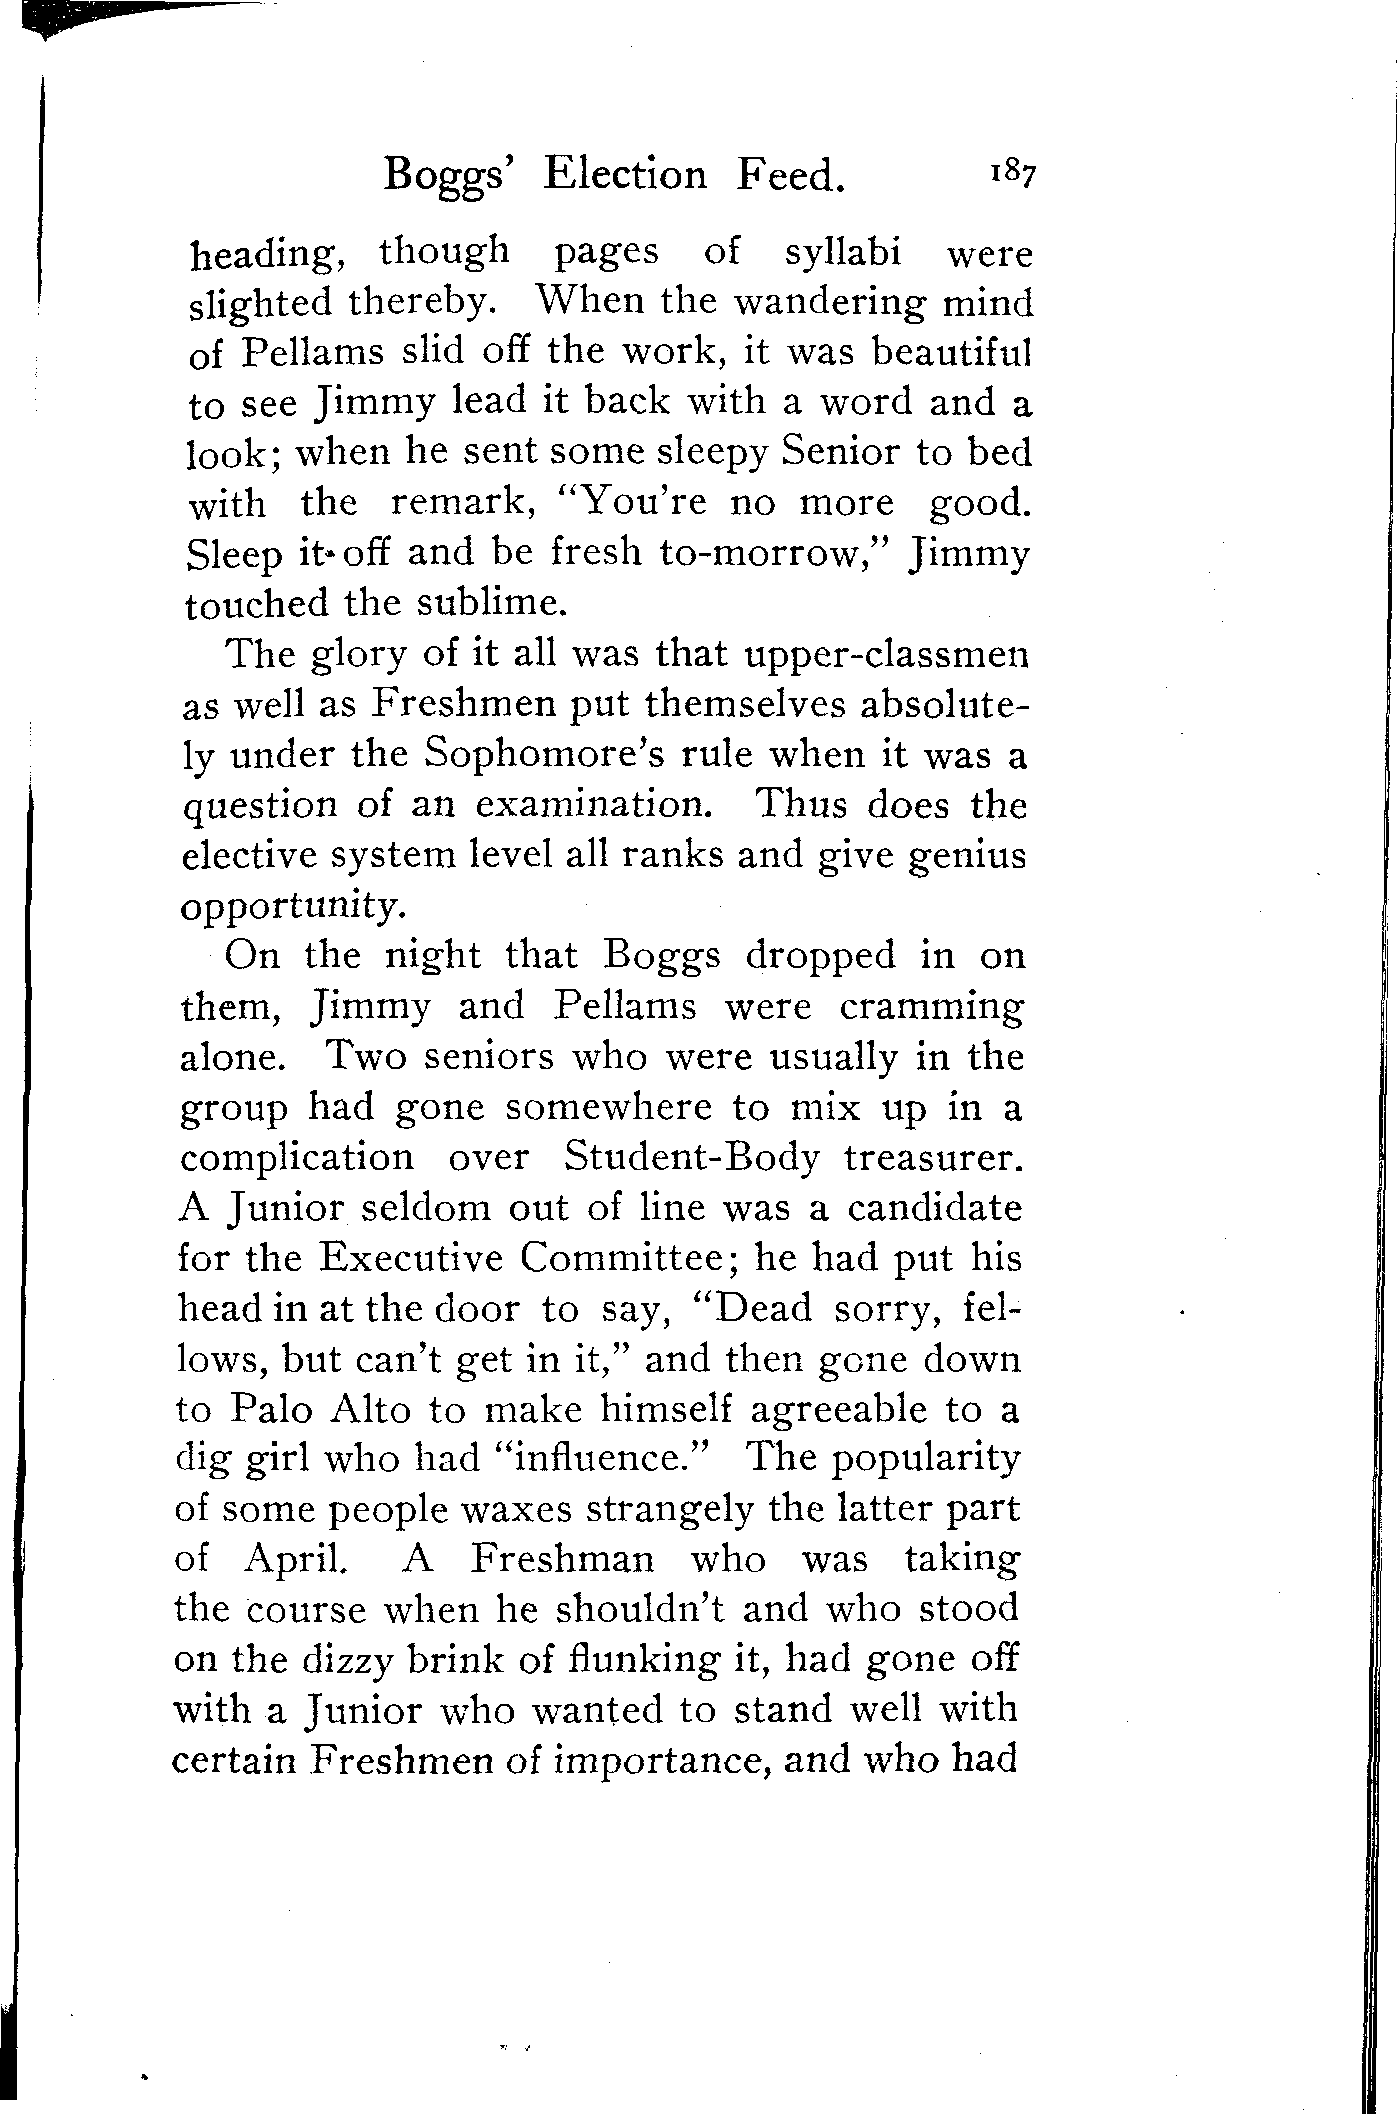 Boggs' Election Feed. 187
heading, though pages of syllabi were
slighted thereby. When the wandering mind
of Pellams slid off the work, it was beautiful
to see Jimmy lead it back with a word and a
look; when he sent some sleepy Senior to bed
with the remark, "You're no more good.
Sleep it off and be fresh to-morrow," Jimmy
touched the sublime.
The glory of it all was that upper-classmen
as well as Freshmen put themselves absolute-
ly under the Sophomore's rule when it was a
question of an examination. Thus does the
elective system level all ranks and give genius
opportunity.
On the night that Boggs dropped in on
them, Jimmy and Pellams were cramming
alone. Two seniors who were usually in the
group had gone somewhere to mix up in a
complication over Student-Body treasurer.
A Junior seldom out of line was a candidate
for the Executive Committee; he had put his
head in at the door to say, "Dead sorry, fel-
lows, but can't get in it," and then gone down
to Palo Alto to make himself agreeable to a
dig girl who had "influence." The popularity
of some people waxes strangely the latter part
of April. A Freshman who was taking
the course when he shouldn't and who stood
on the dizzy brink of flunking it, had gone off
with a Junior who wanted to stand well with
certain Freshmen of importance, and who had